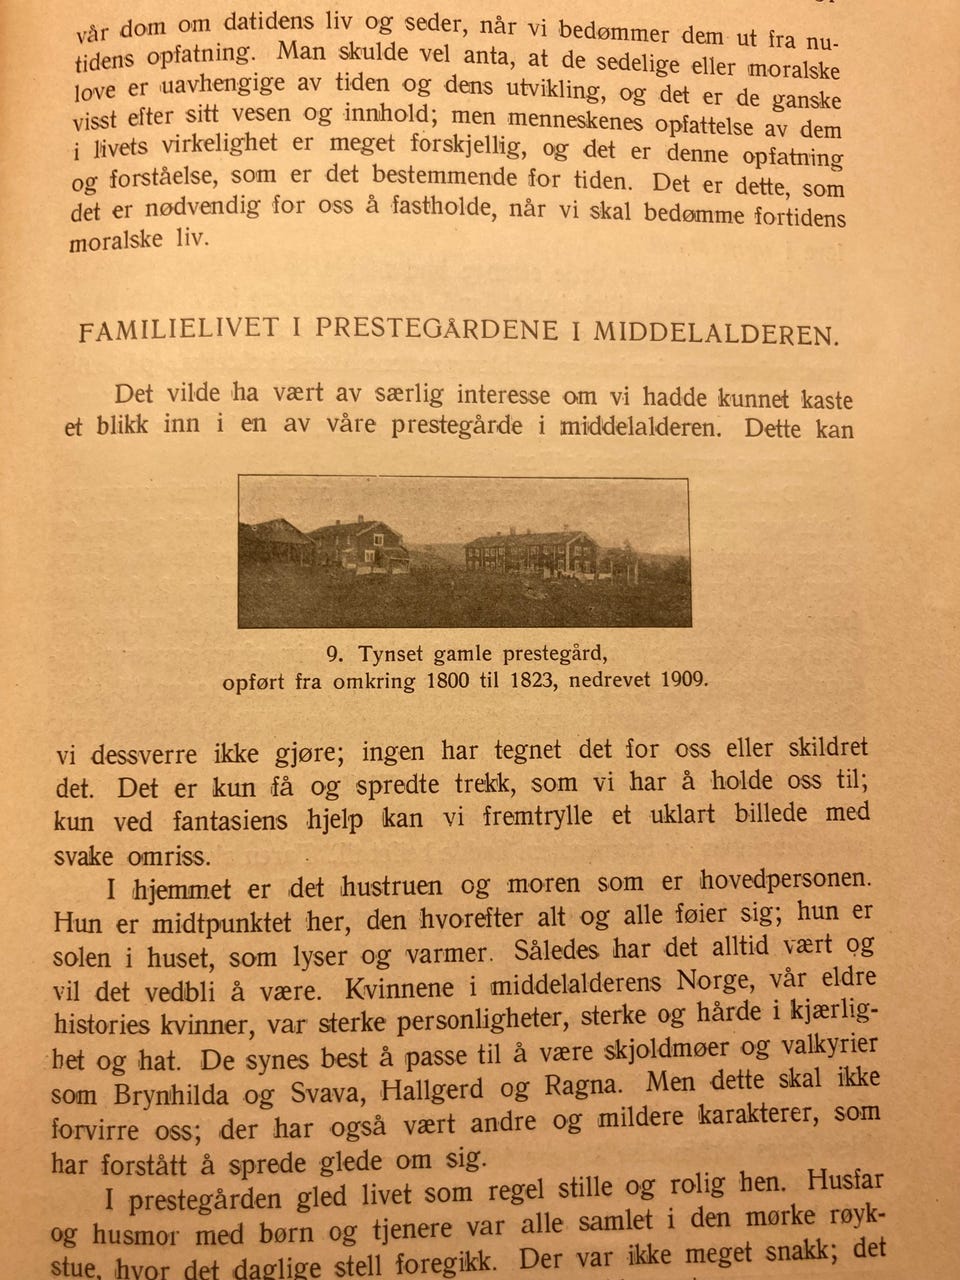 vår dom om datidens liv og seder, når vi bedømmer dem ut fra nu-
tidens opfatning. Man skulde vel anta, at de sedelige eller moralske
love er uavhengige av tiden og dens utvikling, og det er de ganske
visst efter sitt vesen og innhold; men menneskenes opfattelse av dem
i livets virkelighet er meget forskjellig, og det er denne opfatning
og forståelse, som er det bestemmende for tiden. Det er dette, som
det er nødvendig for oss å fastholde, når vi skal bedømme fortidens
moralske liv.
FAMILIELIVET I PRESTEGÅRDENE I MIDDELALDEREN.
Det vilde ha vært av særlig interesse om vi hadde kunnet kaste
et blikk inn i en av våre prestegårde i middelalderen. Dette kan
9. Tynset gamle prestegård,
opført fra omkring 1800 til 1823, nedrevet 1909.
vi dessverre ikke gjøre; ingen har tegnet det for oss eller skildret
det. Det er kun få og spredte trekk, som vi har å holde oss til;
kun ved fantasiens hjelp kan vi fremtrylle et uklart billede med
svake omriss.
I hjemmet er det hustruen og moren som er hovedpersonen.
Hun er midtpunktet her, den hvorefter alt og alle føier sig; hun er
solen i huset, som lyser og varmer. Således har det alltid vært og
vil det vedbli å være. Kvinnene i middelalderens Norge, vår eldre
histories kvinner, var sterke personligheter, sterke og hårde i kjærlig-
het og hat. De synes best å passe til å være skjoldmøer og valkyrier
som Brynhilda og Svava, Hallgerd og Ragna. Men dette skal ikke
forvirre oss; der har også vært andre og mildere karakterer, som
har forstått å sprede glede om sig.
I prestegården gled livet som regel stille og rolig hen. Husfar
og husmor med børn og tjenere var alle samlet i den mørke røyk-
stue, hvor det daglige stell foregikk. Der var ikke meget snakk; det